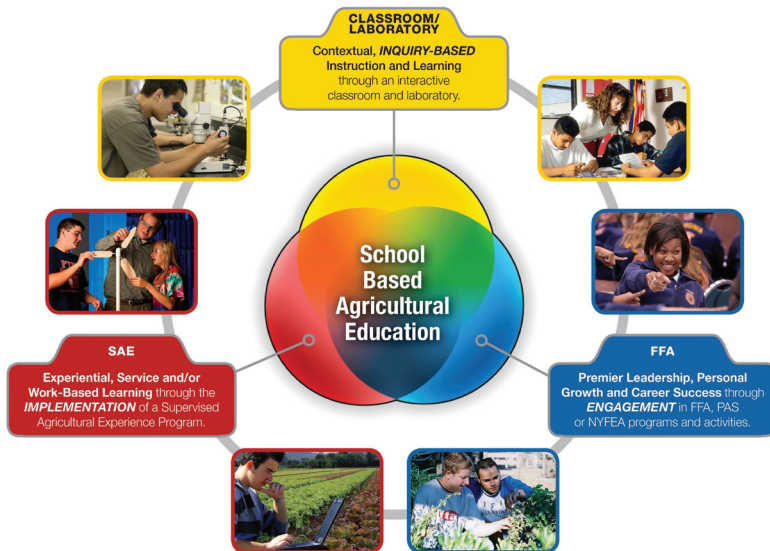 CLASSROOM/
LABORATORY
Contextual, INQUIRY-BASED
Instruction and Learning
through an interactive
classroom and laboratory.
School
Based
Agricultural
Education
SAE
Experiential, Service and/or
Work-Based Learning through the
IMPLEMENTATION of a Supervised
Agricultural Experience Program.
FFA
Premier Leadership, Personal
Growth and Career Success through
ENGAGEMENT in FFA, PAS
or NYFEA programs and activities.